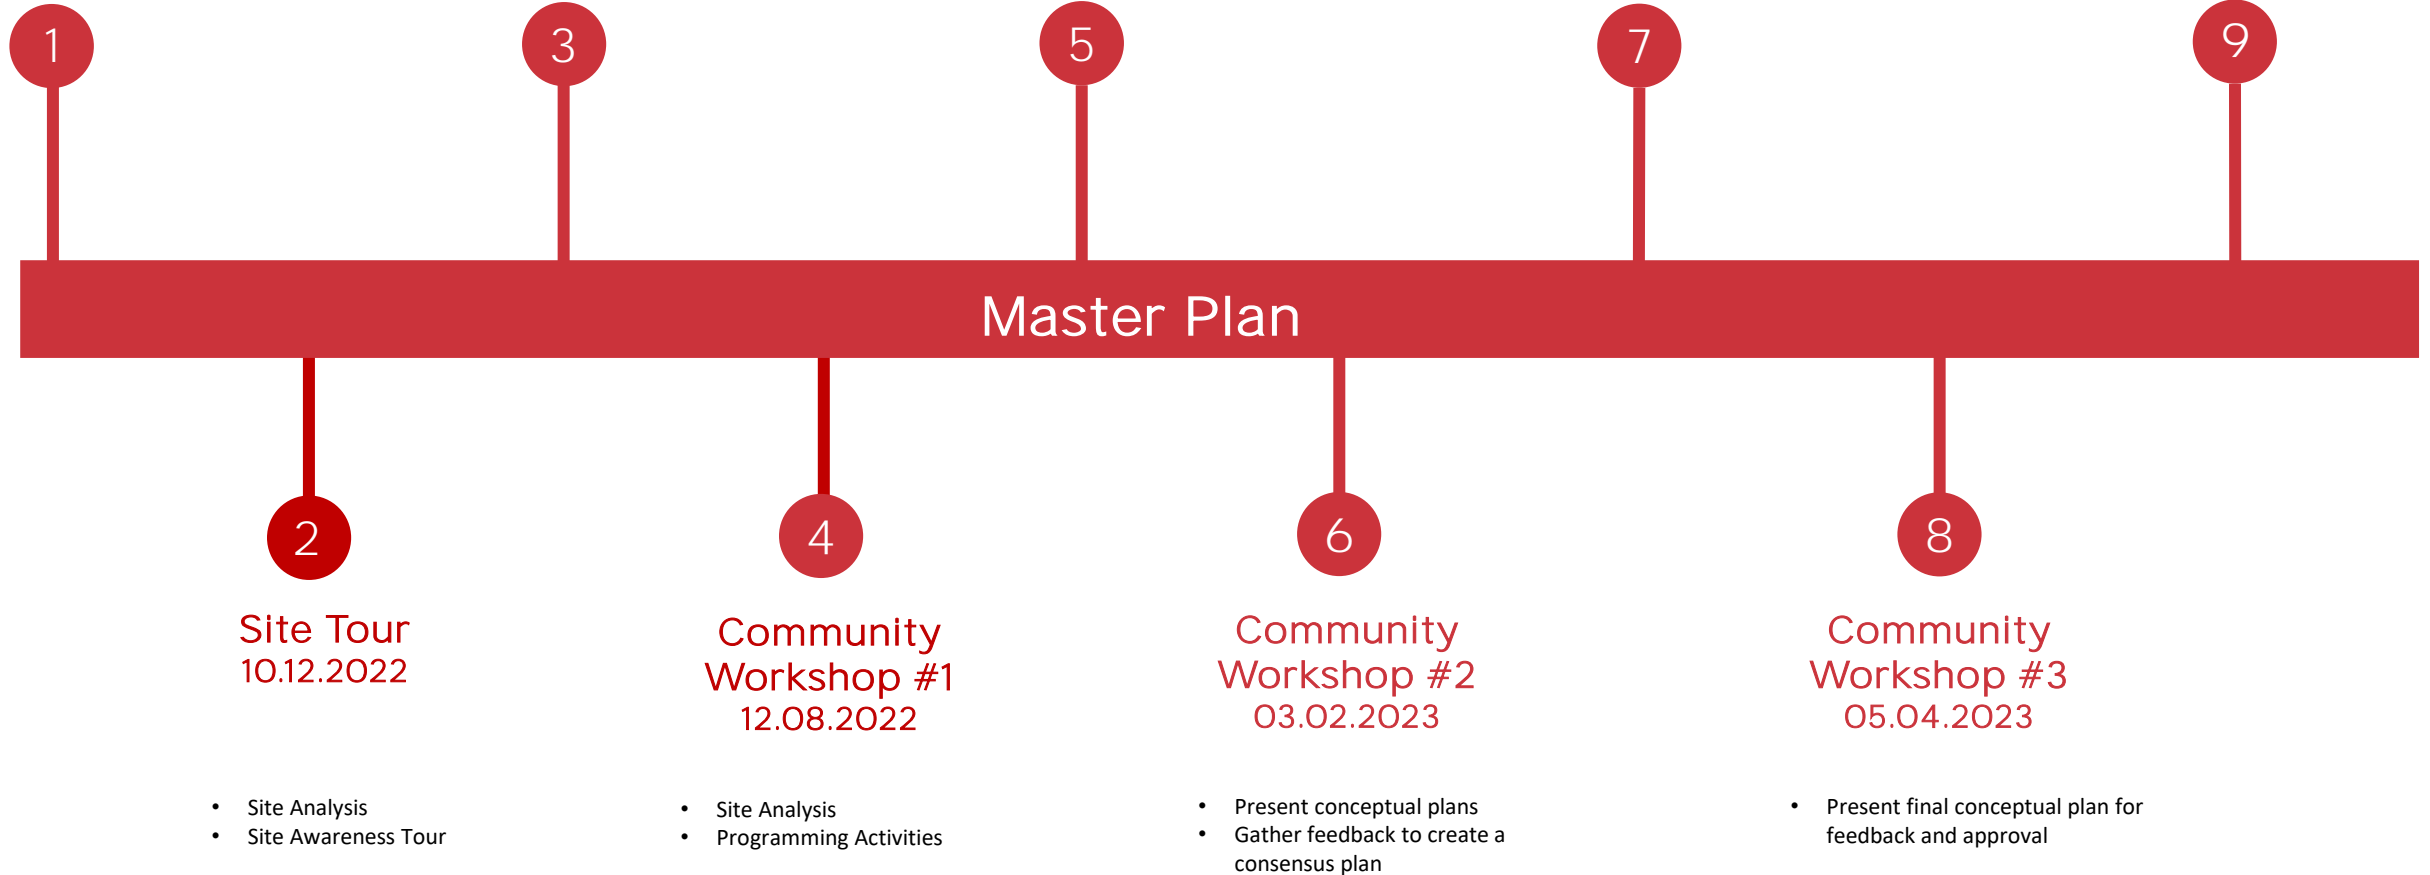 1
3
5
7
9
Master Plan
2
4
6
8
Site Tour
10.12.2022
Community
Workshop #1
12.08.2022
Community
Workshop #2
03.02.2023
Community
Workshop #3
05.04.2023
• Site Analysis
• Site Awareness Tour
• Site Analysis
• Programming Activities
• Present conceptual plans
• Gather feedback to create a
consensus plan
• Present final conceptual plan for
feedback and approval